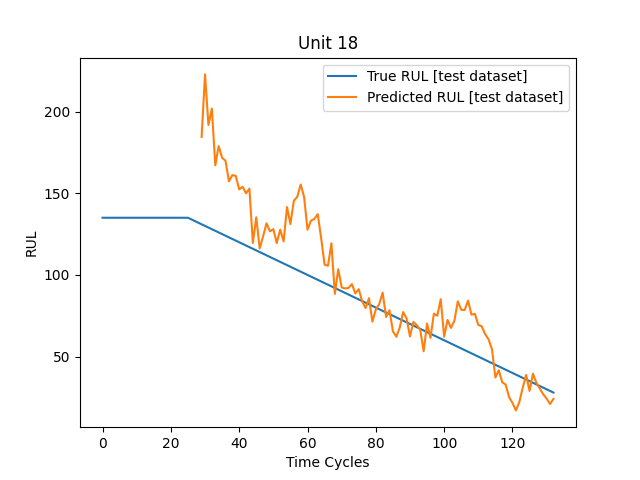 Unit 18
True RUL [test dataset]
Predicted RUL [test dataset]
200
150
100
50
RUL
0 20 40 60 80 100 120
Time Cycles